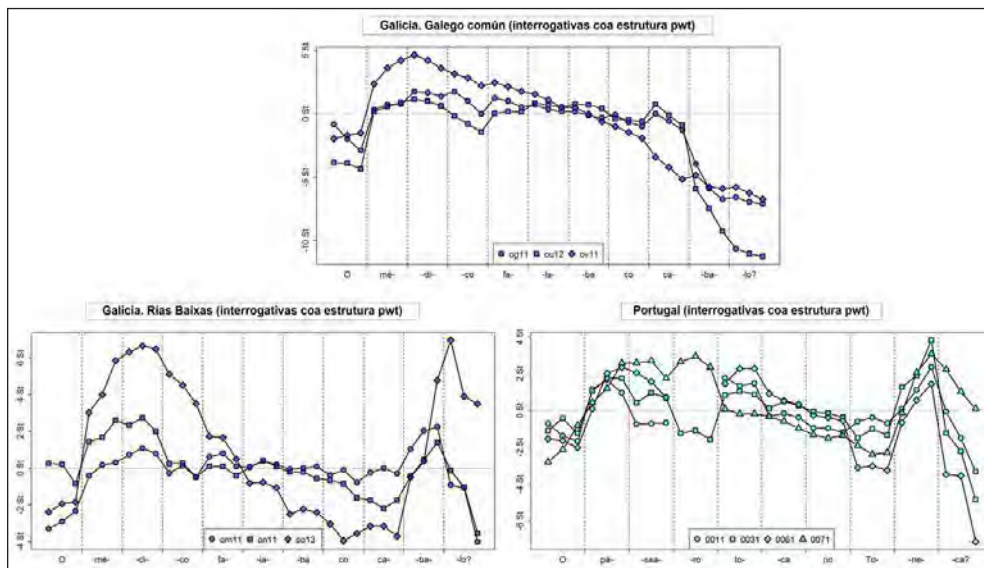 Galicia. Galego común (interrogativas coa estrutura pwt)
5 St
0 St
-5 St
-10 St
og11 ou12 ov11
O me- -di- -co fa- -la- -ba co ca- -ba- -lo?
Galicia. Rías Baixas (interrogativas coa estrutura pwt)
6 St
2 St
0 St
-2 St
-4 St
om11 on11 oo13
O me- -di- -co fa- -la- -ba co ca- -ba- -lo?
Portugal (interrogativas coa estrutura pwt)
4 St
2 St
0 St
-2 St
-4 St
-6 St
0011 0031 0061 0071
O pá- -ssa- -ro to- -ca no To- -ne- -ca?